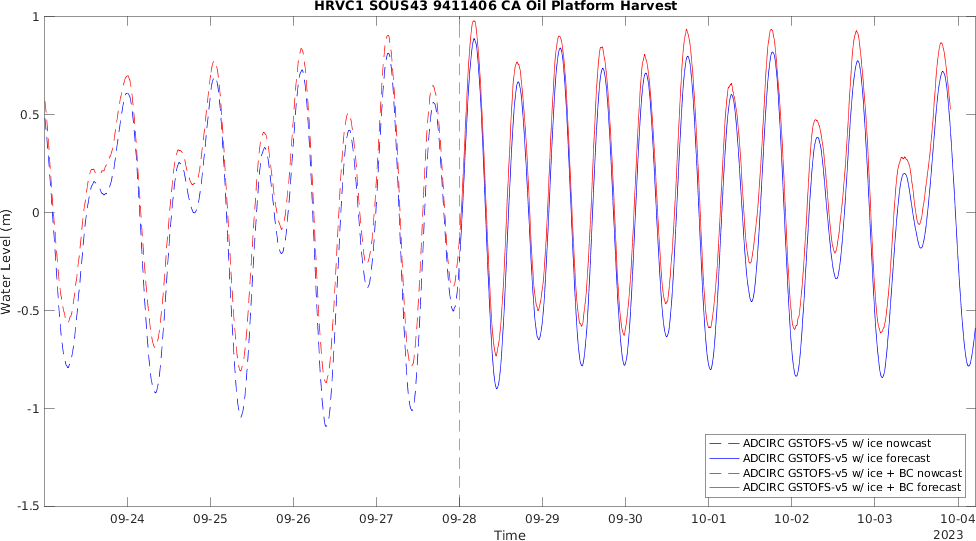 HRVC1 SOUS43 9411406 CA Oil Platform Harvest
1
0.5
0
-0.5
-1
-1.5
Water Level (m)
ADCIRC GSTOFS-v5 w/ ice nowcast
ADCIRC GSTOFS-v5 w/ ice forecast
ADCIRC GSTOFS-v5 w/ ice + BC nowcast
ADCIRC GSTOFS-v5 w/ ice + BC forecast
09-24 09-25 09-26 09-27 09-28 09-29 09-30 10-01 10-02 10-03 10-04
Time
2023